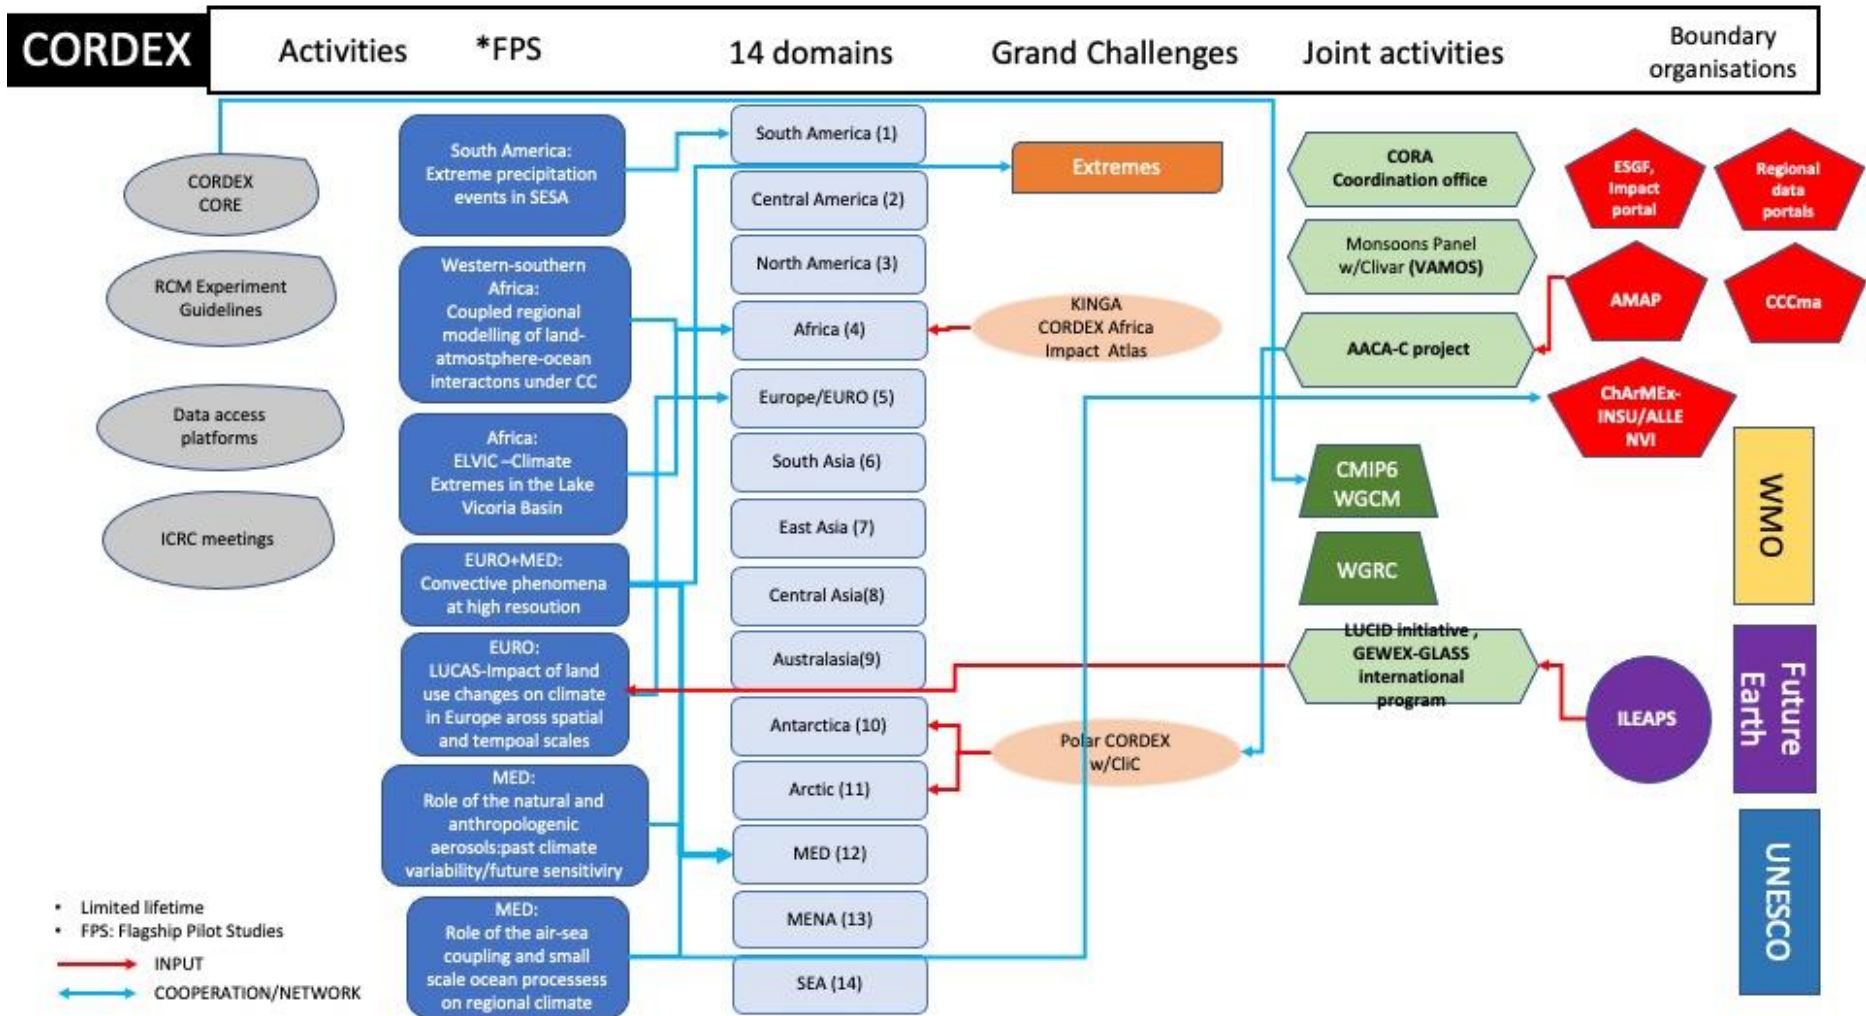 CORDEX
Activities
*FPS
14 domains
Grand Challenges
Joint activities
Boundary
organisations
CORDEX
CORE
RCM Experiment
Guidelines
Data access
platforms
ICRC meetings
South America:
Extreme precipitation
events in SESA
Western-southern
Africa:
Coupled regional
modelling of land-
atmostphere-ocean
interactons under CC
Africa:
ELVIC –Climate
Extremes in the Lake
Vicoria Basin
EURO+MED:
Convective phenomena
at high resoution
EURO:
LUCAS-Impact of land
use changes on climate
in Europe aross spatial
and tempoal scales
MED:
Role of the natural and
anthropologenic
aerosols:past climate
variability/future sensitiviry
MED:
Role of the air-sea
coupling and small
scale ocean processess
on regional climate
South America (1)
Central America (2)
North America (3)
Africa (4)
Europe/EURO (5)
South Asia (6)
East Asia (7)
Central Asia(8)
Australasia(9)
Antarctica (10)
Arctic (11)
MED (12)
MENA (13)
SEA (14)
Extremes
KINGA
CORDEX Africa
Impact Atlas
Polar CORDEX
w/CliC
CORA
Coordination office
Monsoons Panel
w/Clivar (VAMOS)
AACA-C project
CMIP6
WGCM
WGRC
LUCID initiative ,
GEWEX-GLASS
international
program
ESGF,
Impact
portal
Regional
data
portals
AMAP
CCCma
ChArMEx-
INSU/ALLE
NVI
ILEAPS
WMO
Future
Earth
UNESCO
• Limited lifetime
• FPS: Flagship Pilot Studies
INPUT
COOPERATION/NETWORK